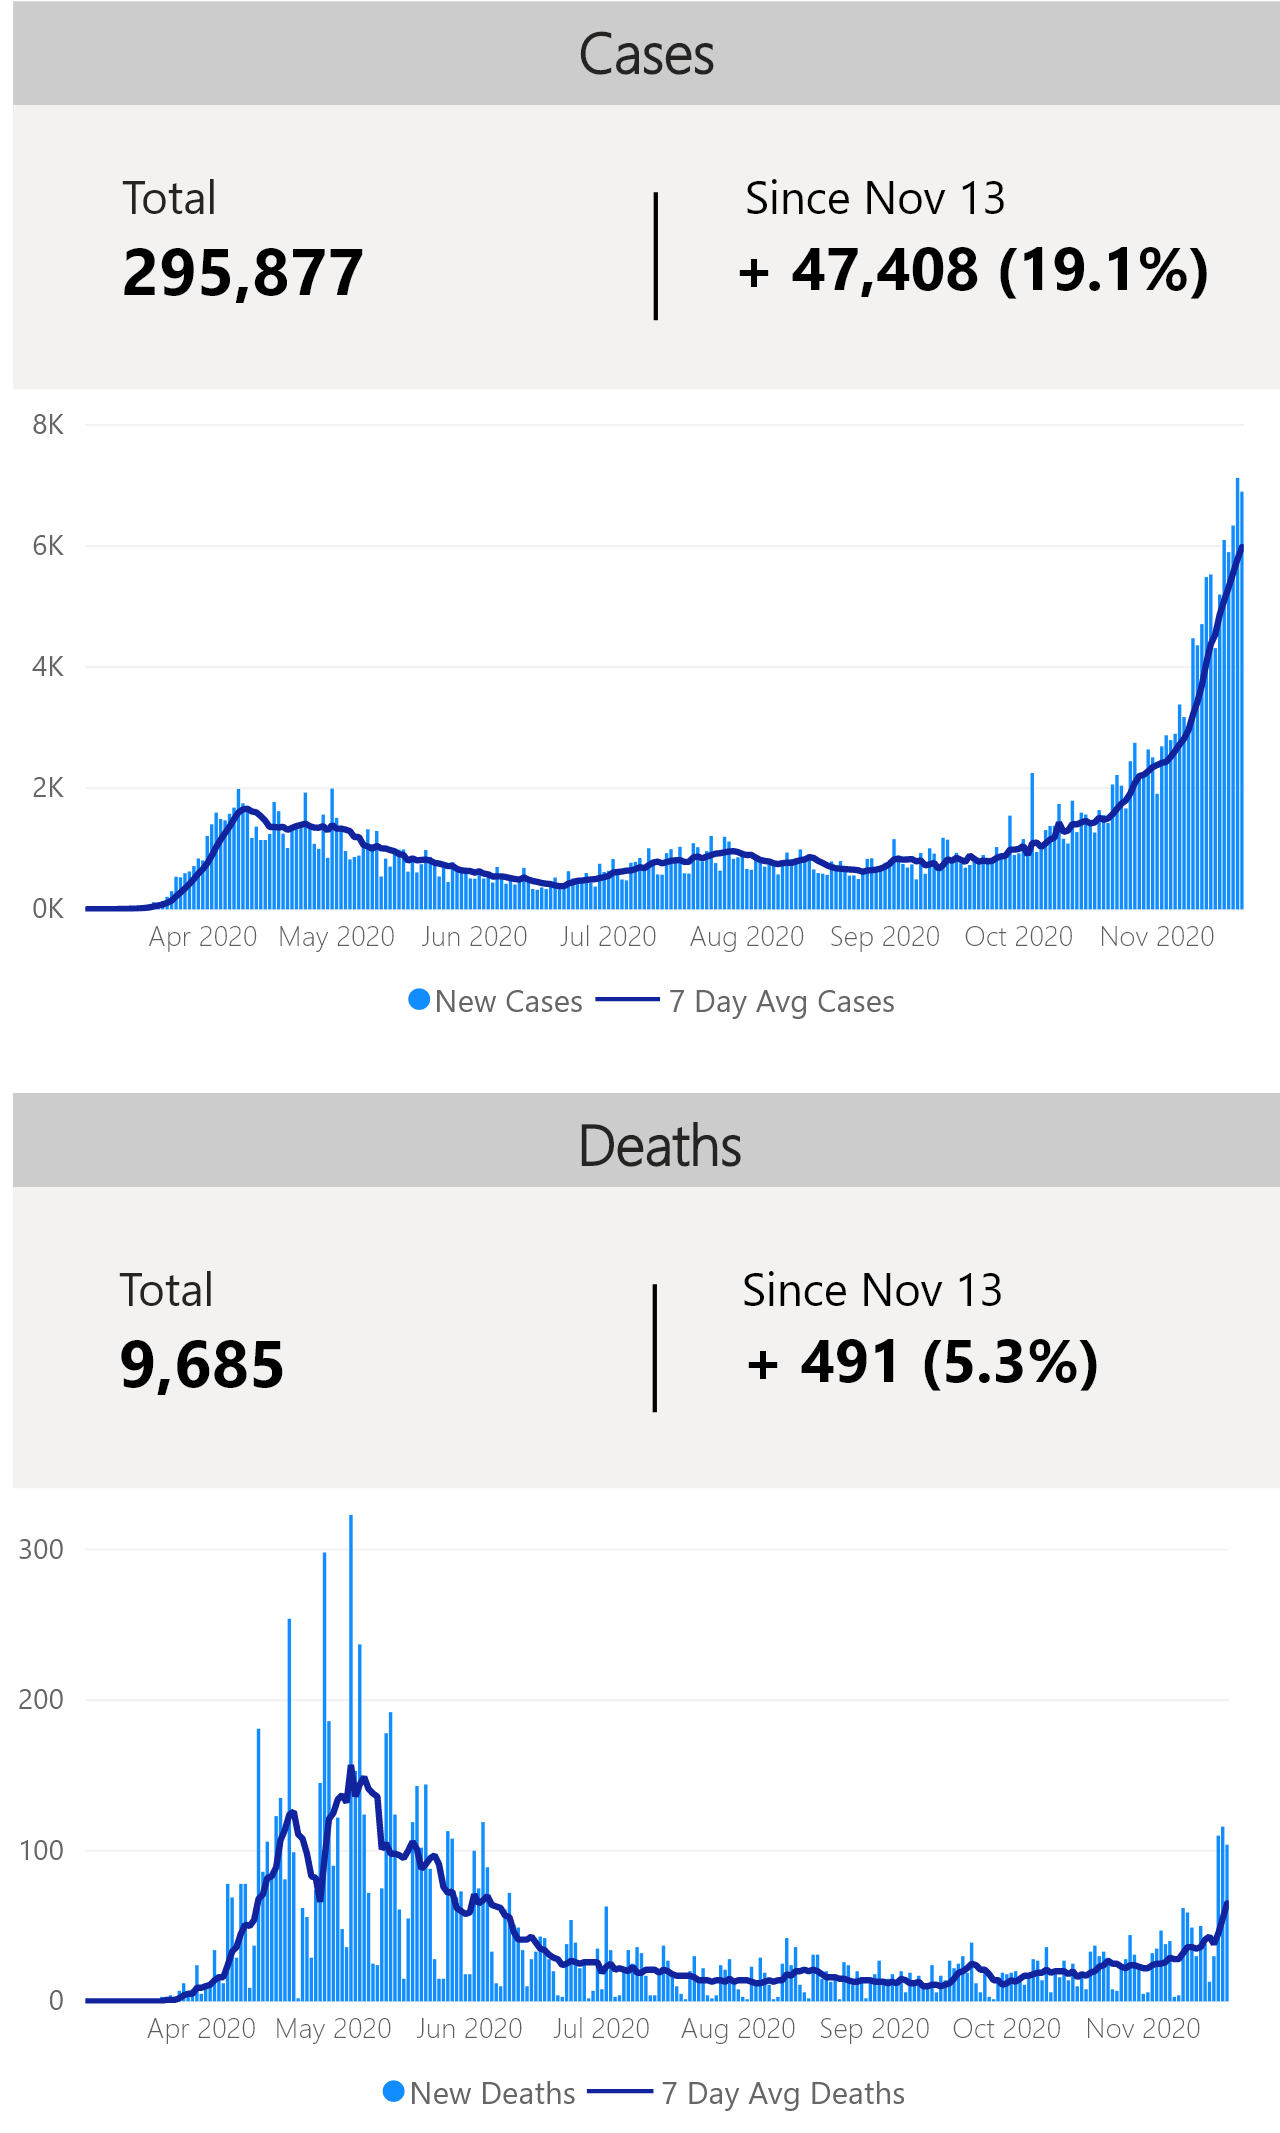 Cases
Total
Since Nov 13
295,877
+ 47,408 (19.1%)
8K
6K
4K
2K
0K
Apr 2020 May 2020 Jun 2020 Jul 2020 Aug 2020 Sep 2020 Oct 2020 Nov 2020
New Cases 7 Day Avg Cases
Deaths
Total
Since Nov 13
9,685
+ 491 (5.3%)
300
200
100
0
Apr 2020 May 2020 Jun 2020 Jul 2020 Aug 2020 Sep 2020 Oct 2020 Nov 2020
New Deaths 7 Day Avg Deaths